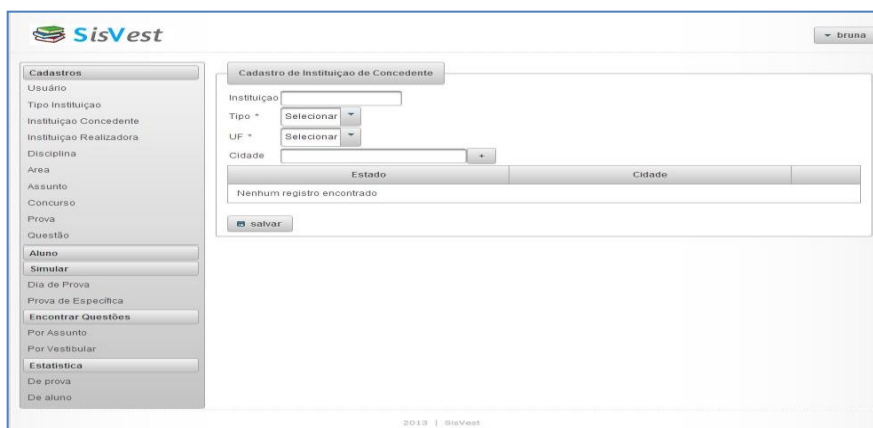 SisVest
bruna
Cadastros
Usuário
Tipo Instituiçao
Instituiçao Concedente
Instituiçao Realizadora
Disciplina
Area
Assunto
Concurso
Prova
Questão
Aluno
Simular
Dia de Prova
Prova de Específica
Encontrar Questões
Por Assunto
Por Vestibular
Estatistica
De prova
De aluno
Cadastro de Instituiçao de Concedente
Instituiçao
Tipo * Selecionar
UF * Selecionar
Cidade +
Estado Cidade
Nenhum registro encontrado
salvar
2013 | SisVest